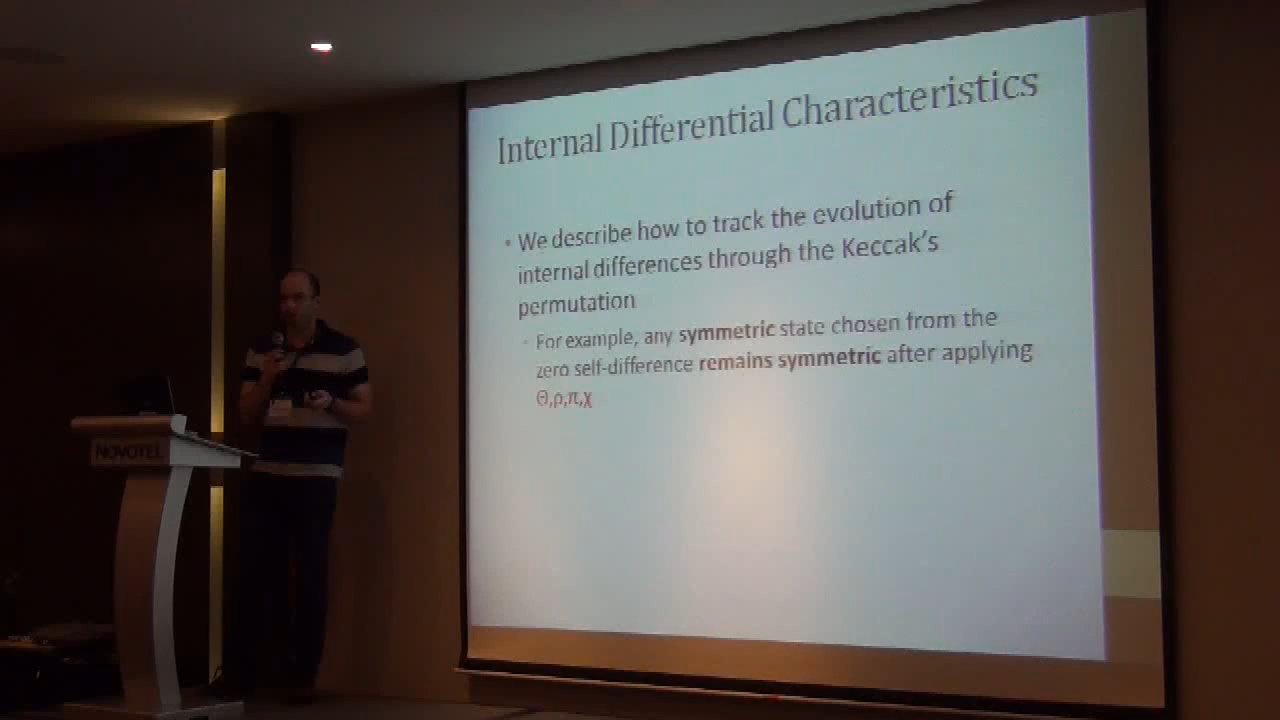 Internal Differential Characteristics
• We describe how to track the evolution of
internal differences through the Keccak's
permutation
• For example, any symmetric state chosen from the
zero self-difference remains symmetric after applying
Θ,ρ,π,χ
NOVOTEL